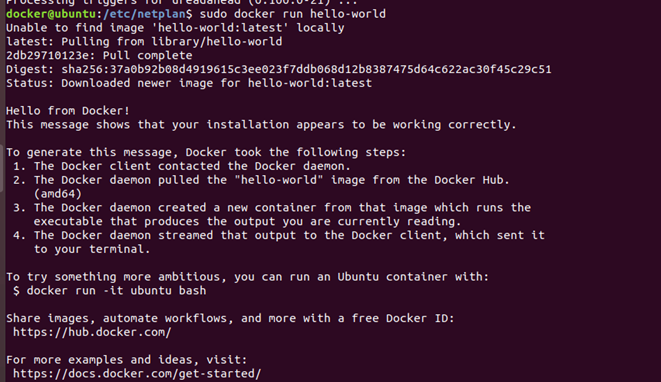 Processing triggers for ureadahead (0.100.0-21) ...
docker@ubuntu:/etc/netplan$ sudo docker run hello-world
Unable to find image 'hello-world:latest' locally
latest: Pulling from library/hello-world
2db29710123e: Pull complete
Digest: sha256:37a0b92b08d4919615c3ee023f7ddb068d12b8387475d64c622ac30f45c29c51
Status: Downloaded newer image for hello-world:latest
Hello from Docker!
This message shows that your installation appears to be working correctly.
To generate this message, Docker took the following steps:
1. The Docker client contacted the Docker daemon.
2. The Docker daemon pulled the "hello-world" image from the Docker Hub.
(amd64)
3. The Docker daemon created a new container from that image which runs the
executable that produces the output you are currently reading.
4. The Docker daemon streamed that output to the Docker client, which sent it
to your terminal.
To try something more ambitious, you can run an Ubuntu container with:
$ docker run -it ubuntu bash
Share images, automate workflows, and more with a free Docker ID:
https://hub.docker.com/
For more examples and ideas, visit:
https://docs.docker.com/get-started/